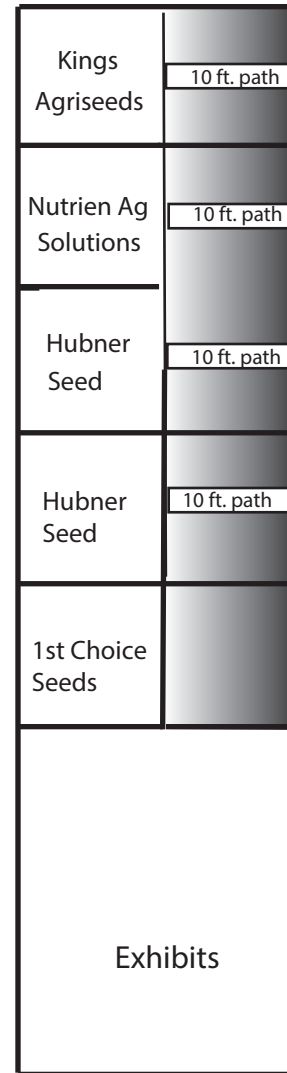 Kings
Agriseeds
10 ft. path
Nutrien Ag
Solutions
10 ft. path
Hubner
Seed
10 ft. path
Hubner
Seed
10 ft. path
1st Choice
Seeds
Exhibits